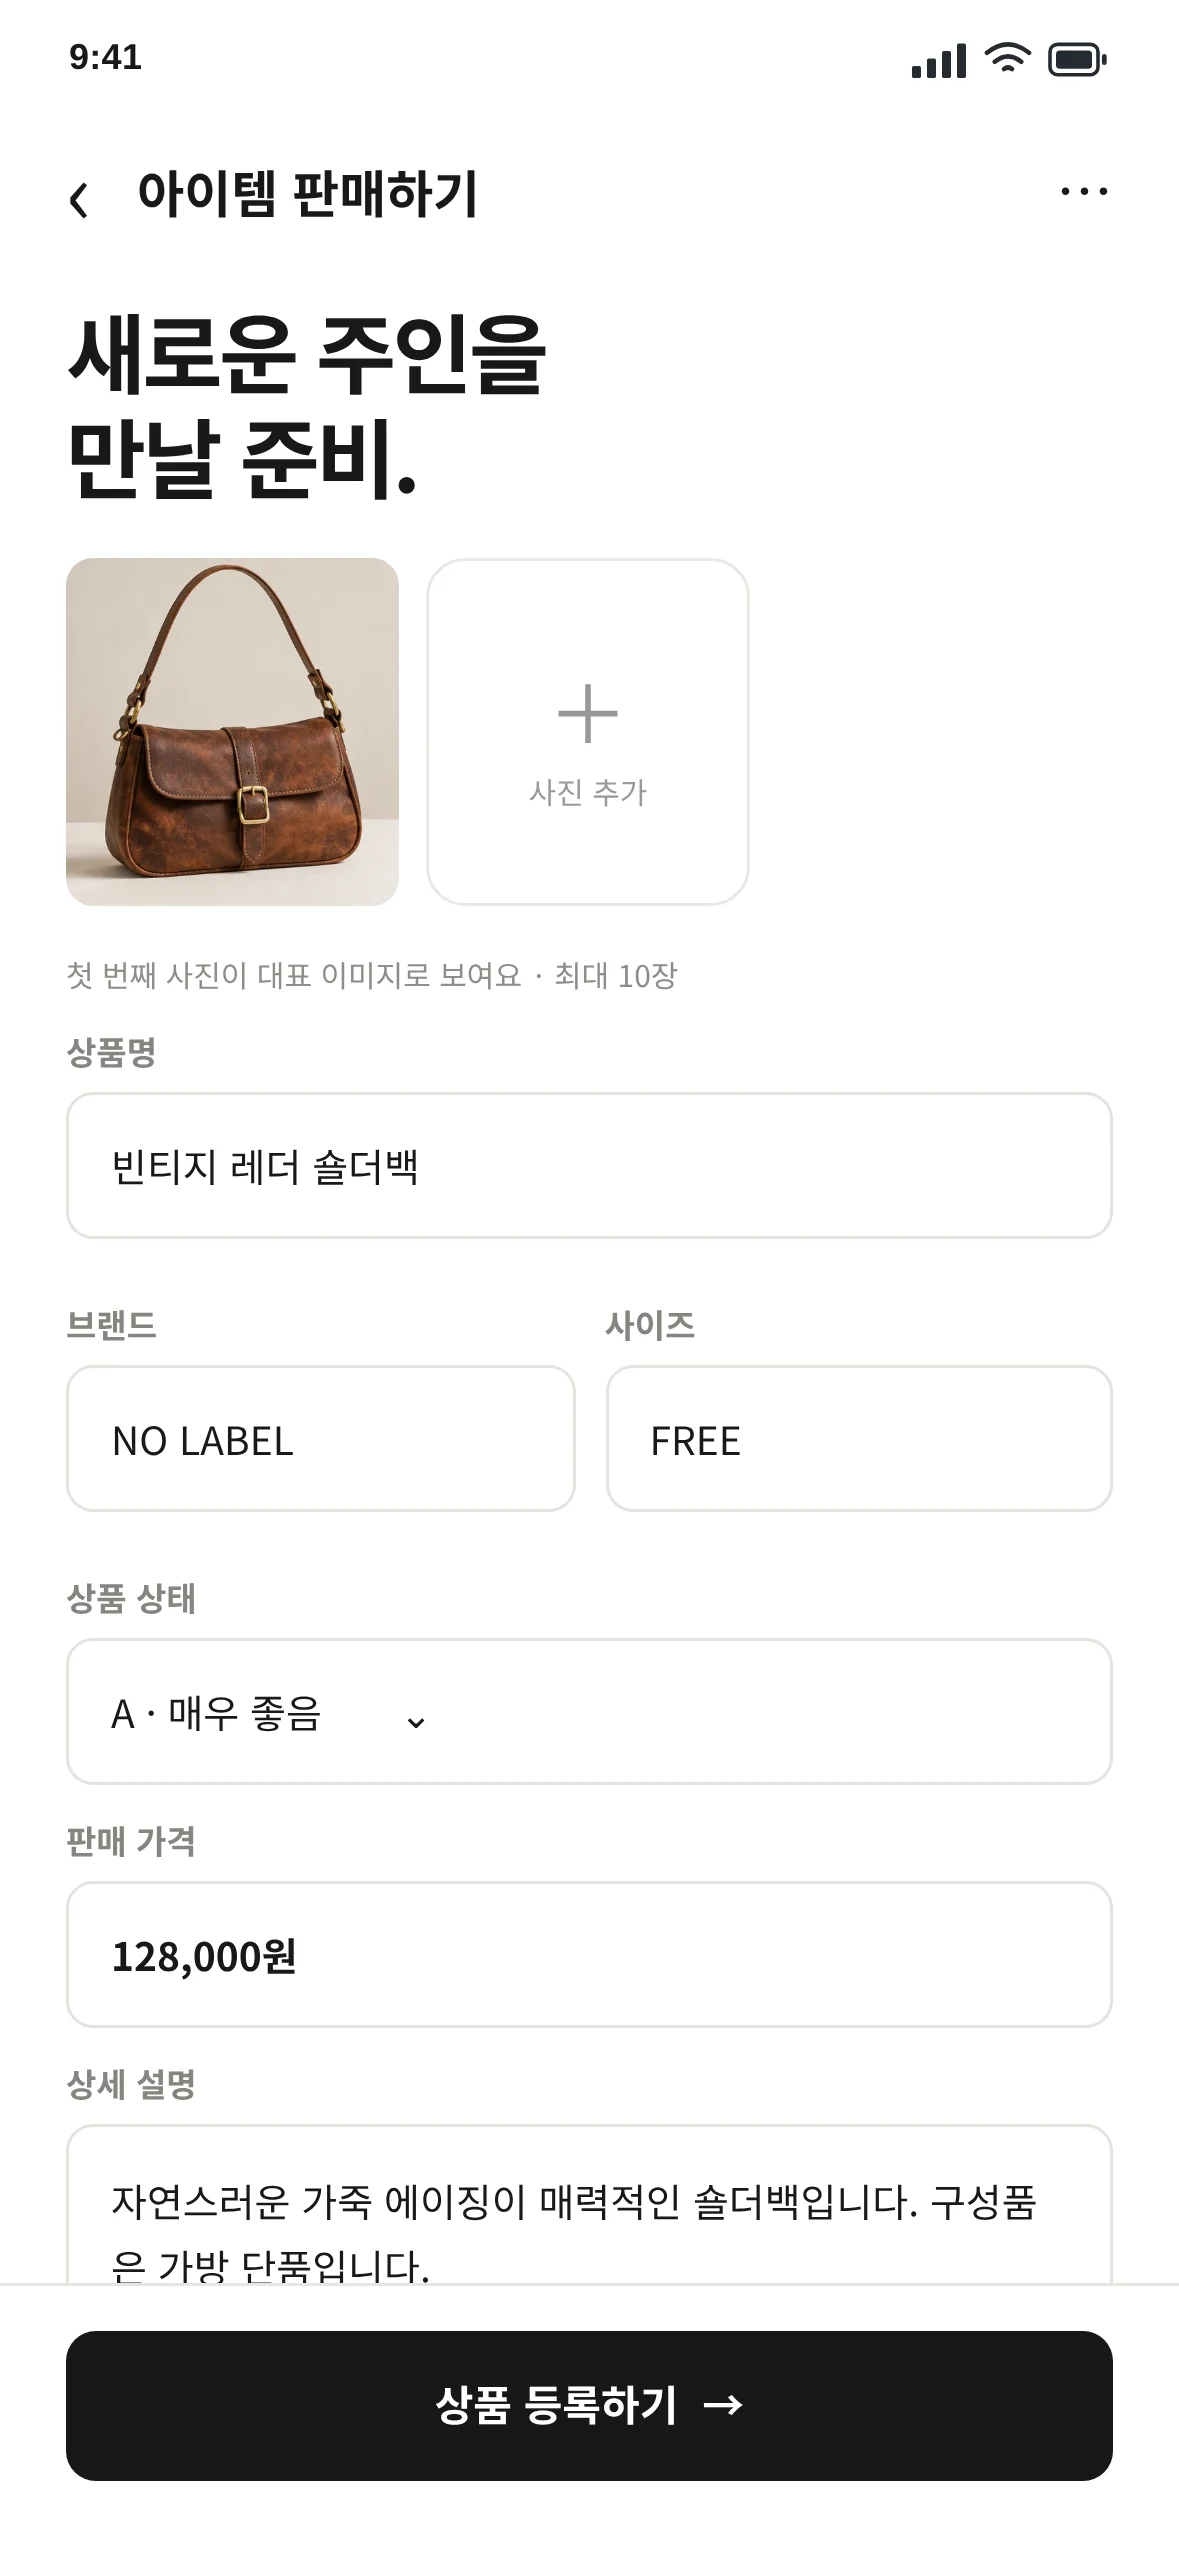 9:41
아이템 판매하기
새로운 주인을
만날 준비.
사진 추가
첫 번째 사진이 대표 이미지로 보여요 · 최대 10장
상품명
빈티지 레더 숄더백
브랜드
사이즈
NO LABEL
FREE
상품 상태
A · 매우 좋음
판매 가격
128,000원
상세 설명
자연스러운 가죽 에이징이 매력적인 숄더백입니다. 구성품
은 가방 단품입니다.
상품 등록하기 →